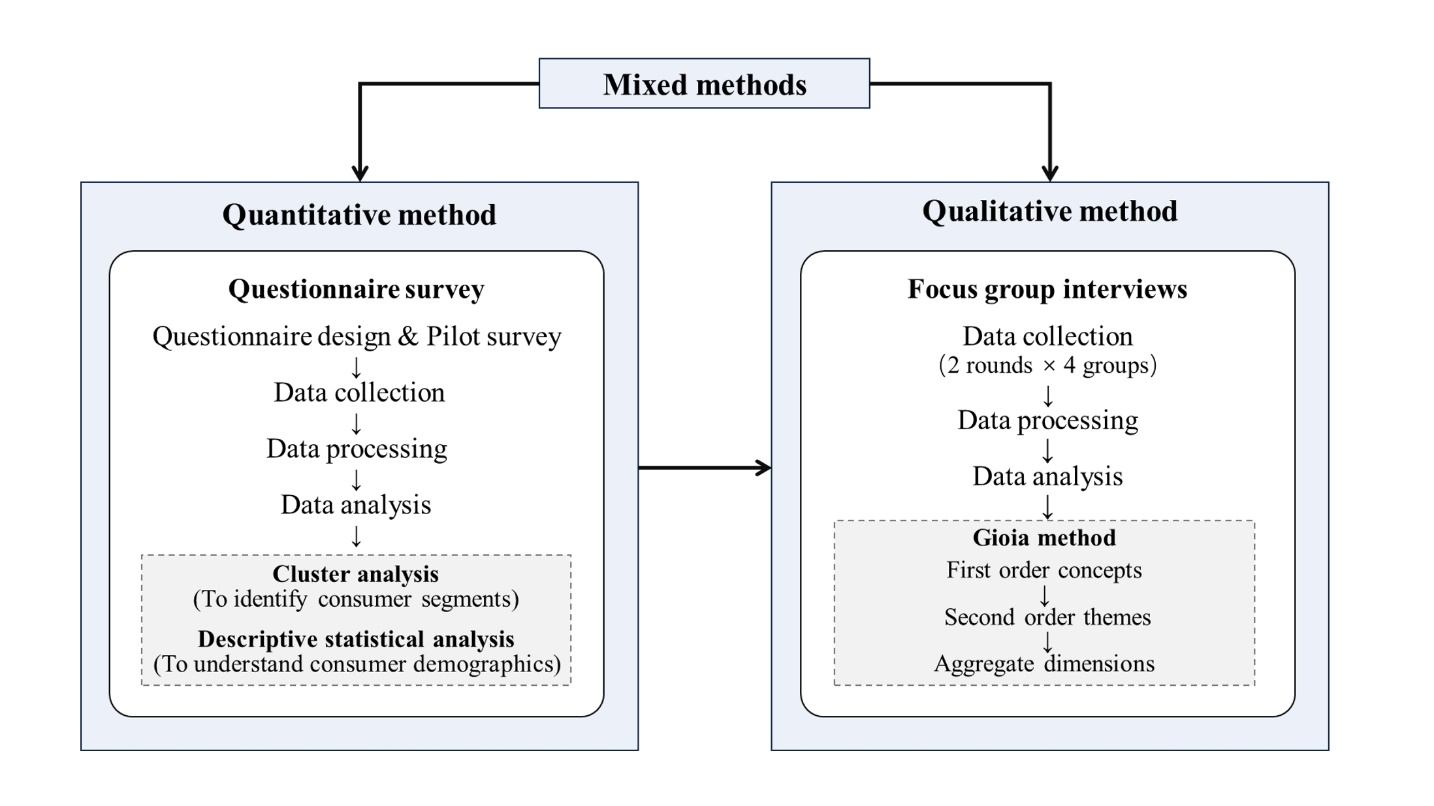 Mixed methods
Quantitative method
Questionnaire survey
Questionnaire design & Pilot survey
↓
Data collection
↓
Data processing
↓
Data analysis
↓
Cluster analysis
(To identify consumer segments)
Descriptive statistical analysis
(To understand consumer demographics)
Qualitative method
Focus group interviews
Data collection
(2 rounds × 4 groups)
↓
Data processing
↓
Data analysis
↓
Gioia method
First order concepts
↓
Second order themes
↓
Aggregate dimensions